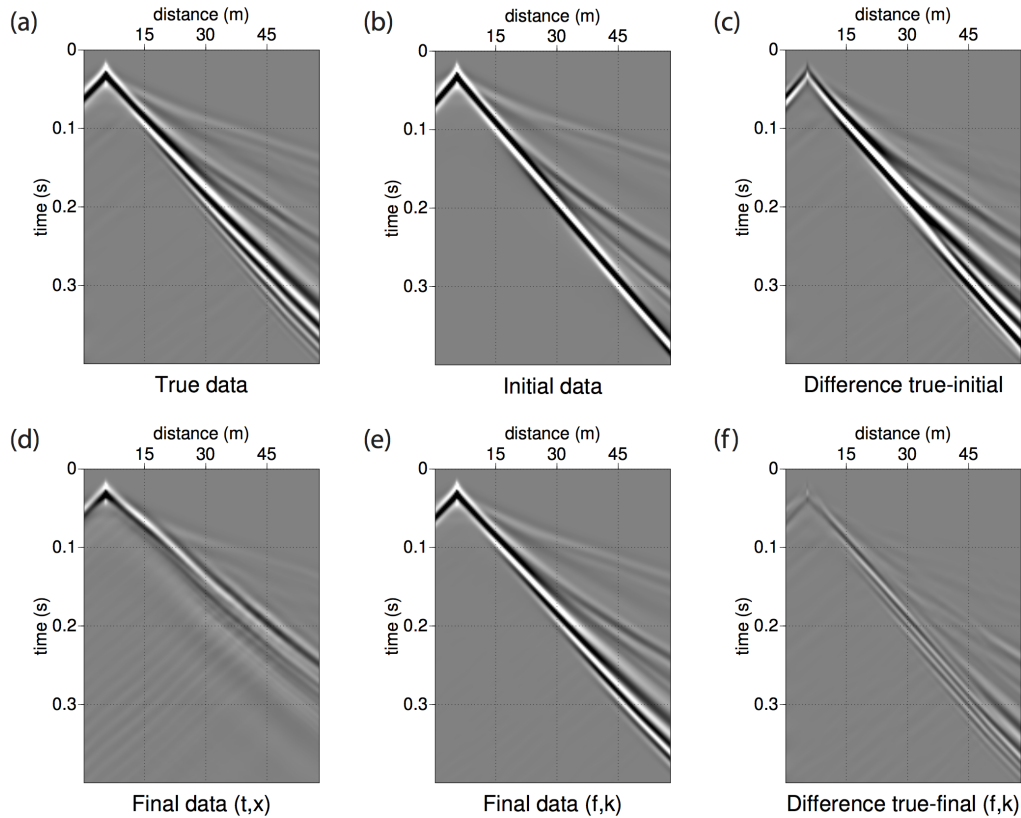 (a)
distance (m)
15 30 45
0
0.1
0.2
0.3
time (s)
True data
(b)
distance (m)
15 30 45
0
0.1
0.2
0.3
time (s)
Initial data
(c)
distance (m)
15 30 45
0
0.1
0.2
0.3
time (s)
Difference true-initial
(d)
distance (m)
15 30 45
0
0.1
0.2
0.3
time (s)
Final data (t,x)
(e)
distance (m)
15 30 45
0
0.1
0.2
0.3
time (s)
Final data (f,k)
(f)
distance (m)
15 30 45
0
0.1
0.2
0.3
time (s)
Difference true-final (f,k)